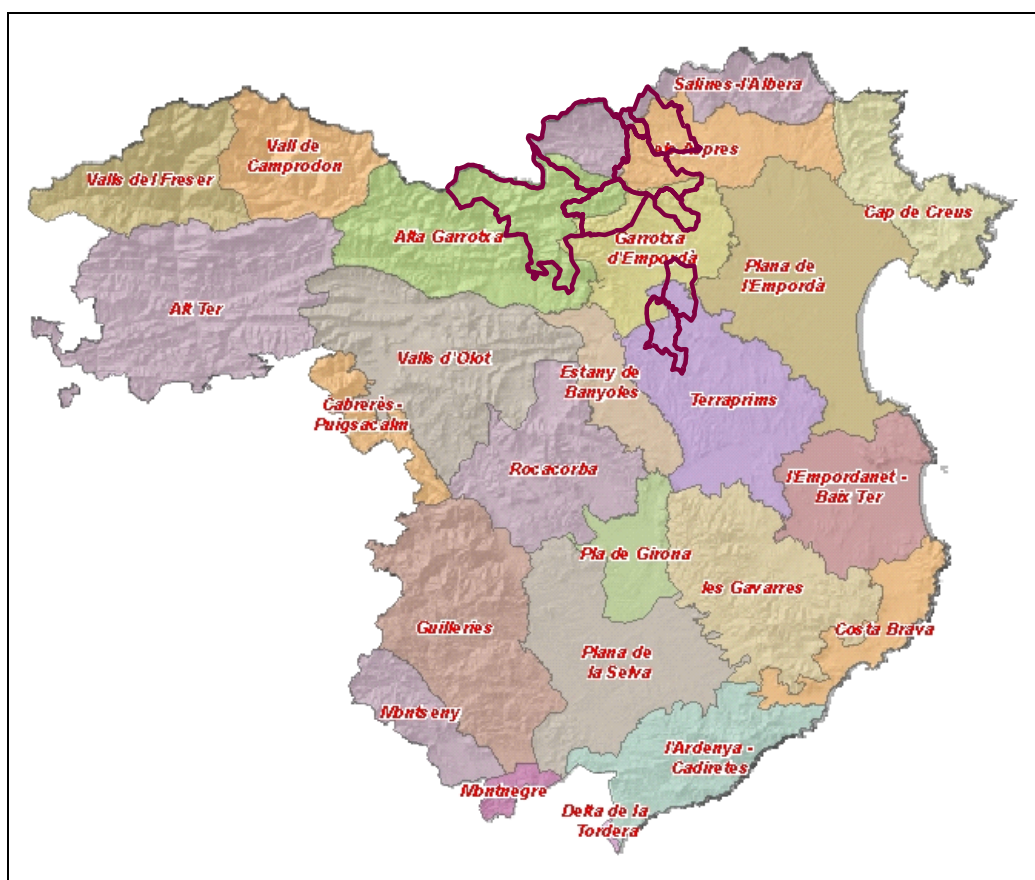 Salines-l'Albera
Vall de
Camprodon
Aspres
Valls del Freser
Cap de Creus
Alta Garrotxa
Garrotxa
d'Empordà
Plana de
l'Empordà
Alt Ter
Valls d'Olot
Estany de
Banyoles
Terraprims
Cabrerès-
Puigsacalm
Rocacorba
l'Empordanet -
Baix Ter
Pla de Girona
les Gavarres
Guilleries
Costa Brava
Plana de
la Selva
Montseny
l'Ardenya -
Cadiretes
Montnegre
Delta de la
Tordera